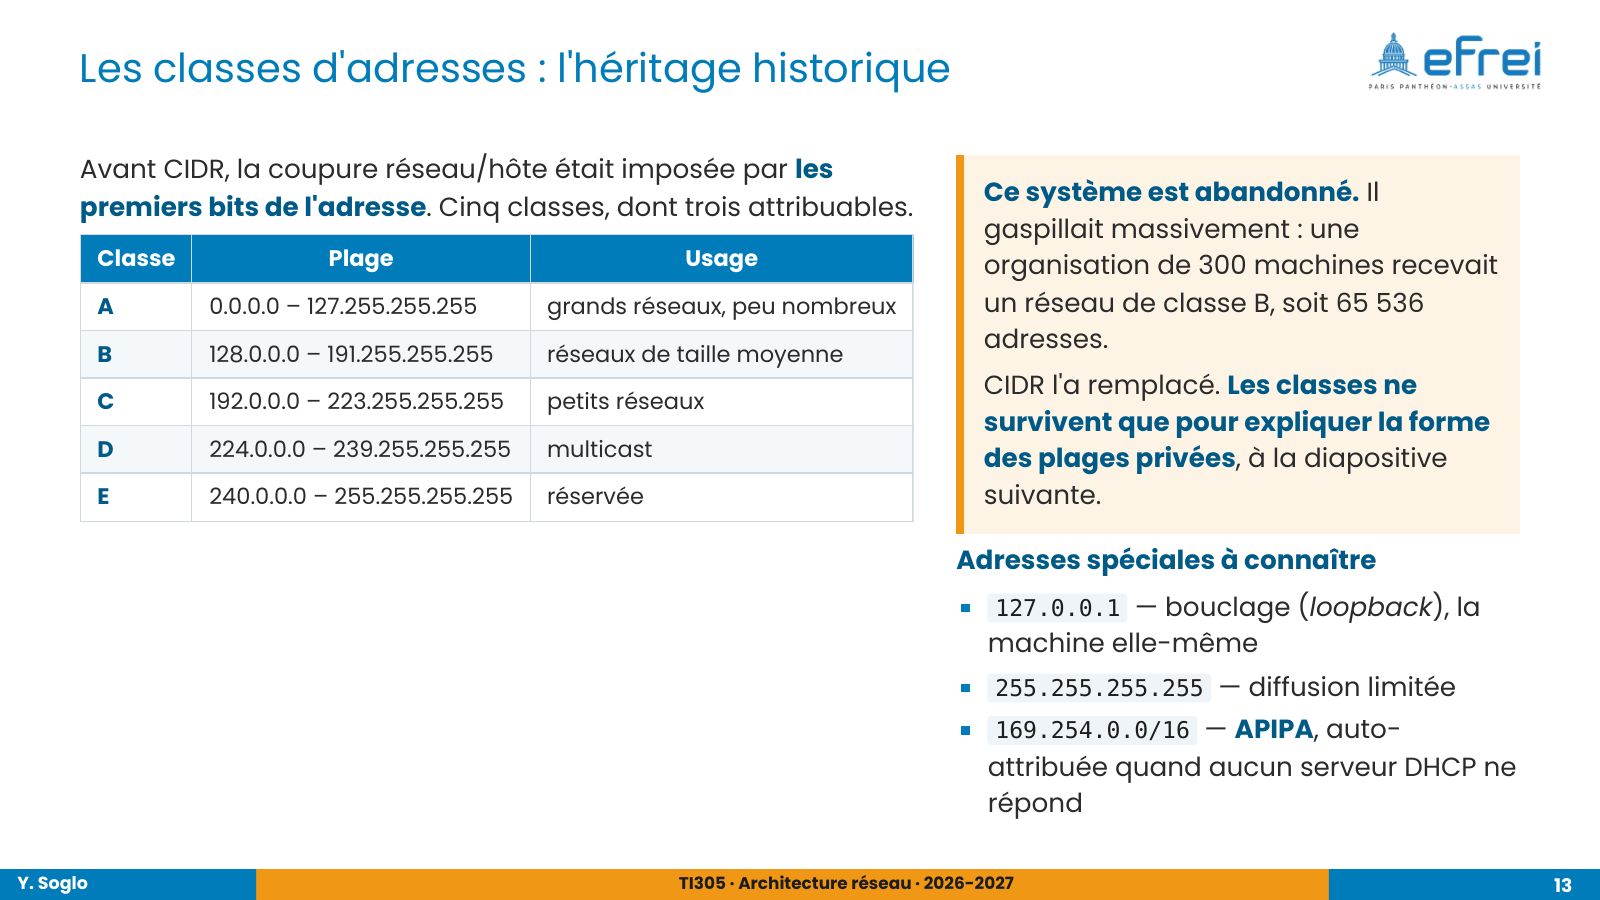 Les classes d'adresses : l'héritage historique
efrei
PARIS PANTHÉON-ASSAS UNIVERSITÉ
Avant CIDR, la coupure réseau/hôte était imposée par les
premiers bits de l'adresse. Cinq classes, dont trois attribuables.
Classe Plage Usage
A 0.0.0.0 – 127.255.255.255 grands réseaux, peu nombreux
B 128.0.0.0 – 191.255.255.255 réseaux de taille moyenne
C 192.0.0.0 – 223.255.255.255 petits réseaux
D 224.0.0.0 – 239.255.255.255 multicast
E 240.0.0.0 – 255.255.255.255 réservée
Ce système est abandonné. Il
gaspillait massivement : une
organisation de 300 machines recevait
un réseau de classe B, soit 65 536
adresses.
CIDR l'a remplacé. Les classes ne
survivent que pour expliquer la forme
des plages privées, à la diapositive
suivante.
Adresses spéciales à connaître
127.0.0.1 — bouclage (loopback), la
machine elle-même
255.255.255.255 — diffusion limitée
169.254.0.0/16 — APIPA, auto-
attribuée quand aucun serveur DHCP ne
répond
Y. Soglo
TI305 · Architecture réseau · 2026-2027
13